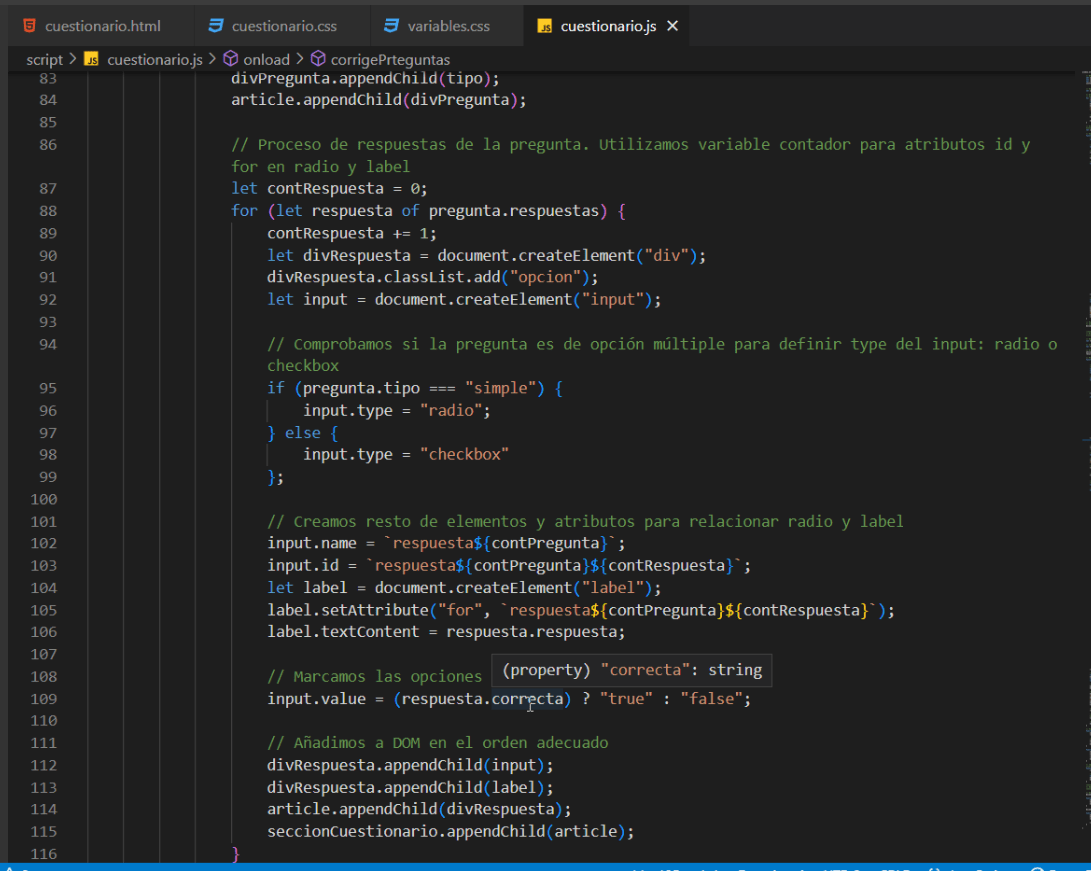 cuestionario.html cuestionario.css variables.css JS cuestionario.js ×
script > JS cuestionario.js > onload > corrigePrteguntas
83 divPregunta.appendChild(tipo);
84 article.appendChild(divPregunta);
85
86 // Proceso de respuestas de la pregunta. Utilizamos variable contador para atributos id y
for en radio y label
87 let contRespuesta = 0;
88 for (let respuesta of pregunta.respuestas) {
89 contRespuesta += 1;
90 let divRespuesta = document.createElement("div");
91 divRespuesta.classList.add("opcion");
92 let input = document.createElement("input");
93
94 // Comprobamos si la pregunta es de opción múltiple para definir type del input: radio o
checkbox
95 if (pregunta.tipo === "simple") {
96 input.type = "radio";
97 } else {
98 input.type = "checkbox"
99 };
100
101 // Creamos resto de elementos y atributos para relacionar radio y label
102 input.name = `respuesta${contPregunta}`;
103 input.id = `respuesta${contPregunta}${contRespuesta}`;
104 let label = document.createElement("label");
105 label.setAttribute("for", `respuesta${contPregunta}${contRespuesta}`);
106 label.textContent = respuesta.respuesta;
107
108 // Marcamos las opciones (property) "correcta": string
109 input.value = (respuesta.correcta) ? "true" : "false";
110
111 // Añadimos a DOM en el orden adecuado
112 divRespuesta.appendChild(input);
113 divRespuesta.appendChild(label);
114 article.appendChild(divRespuesta);
115 seccionCuestionario.appendChild(article);
116 }